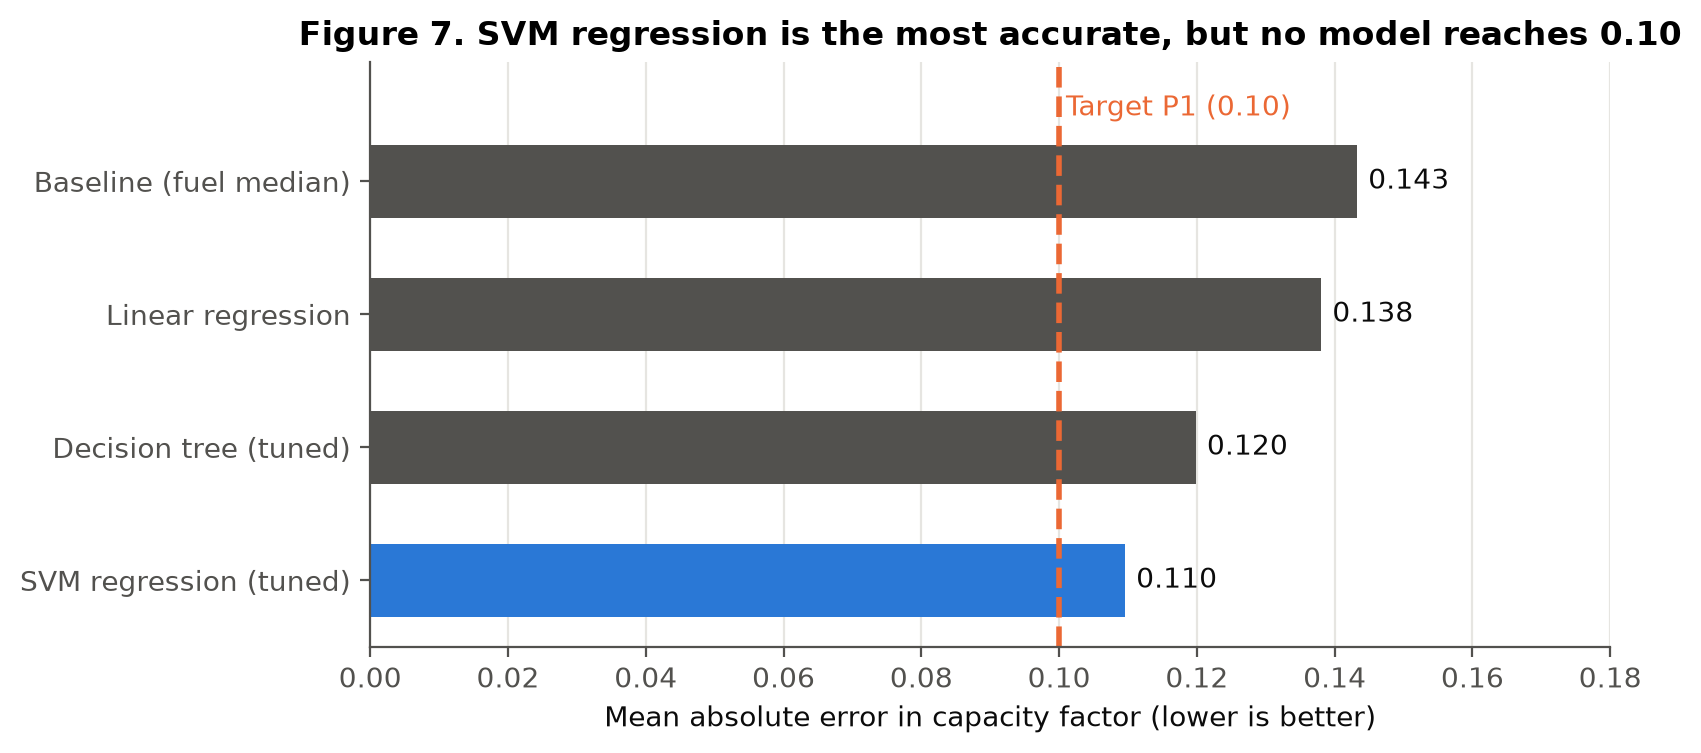 Figure 7. SVM regression is the most accurate, but no model reaches 0.10
Target P1 (0.10)
Baseline (fuel median) 0.143
Linear regression 0.138
Decision tree (tuned) 0.120
SVM regression (tuned) 0.110
0.00 0.02 0.04 0.06 0.08 0.10 0.12 0.14 0.16 0.18
Mean absolute error in capacity factor (lower is better)